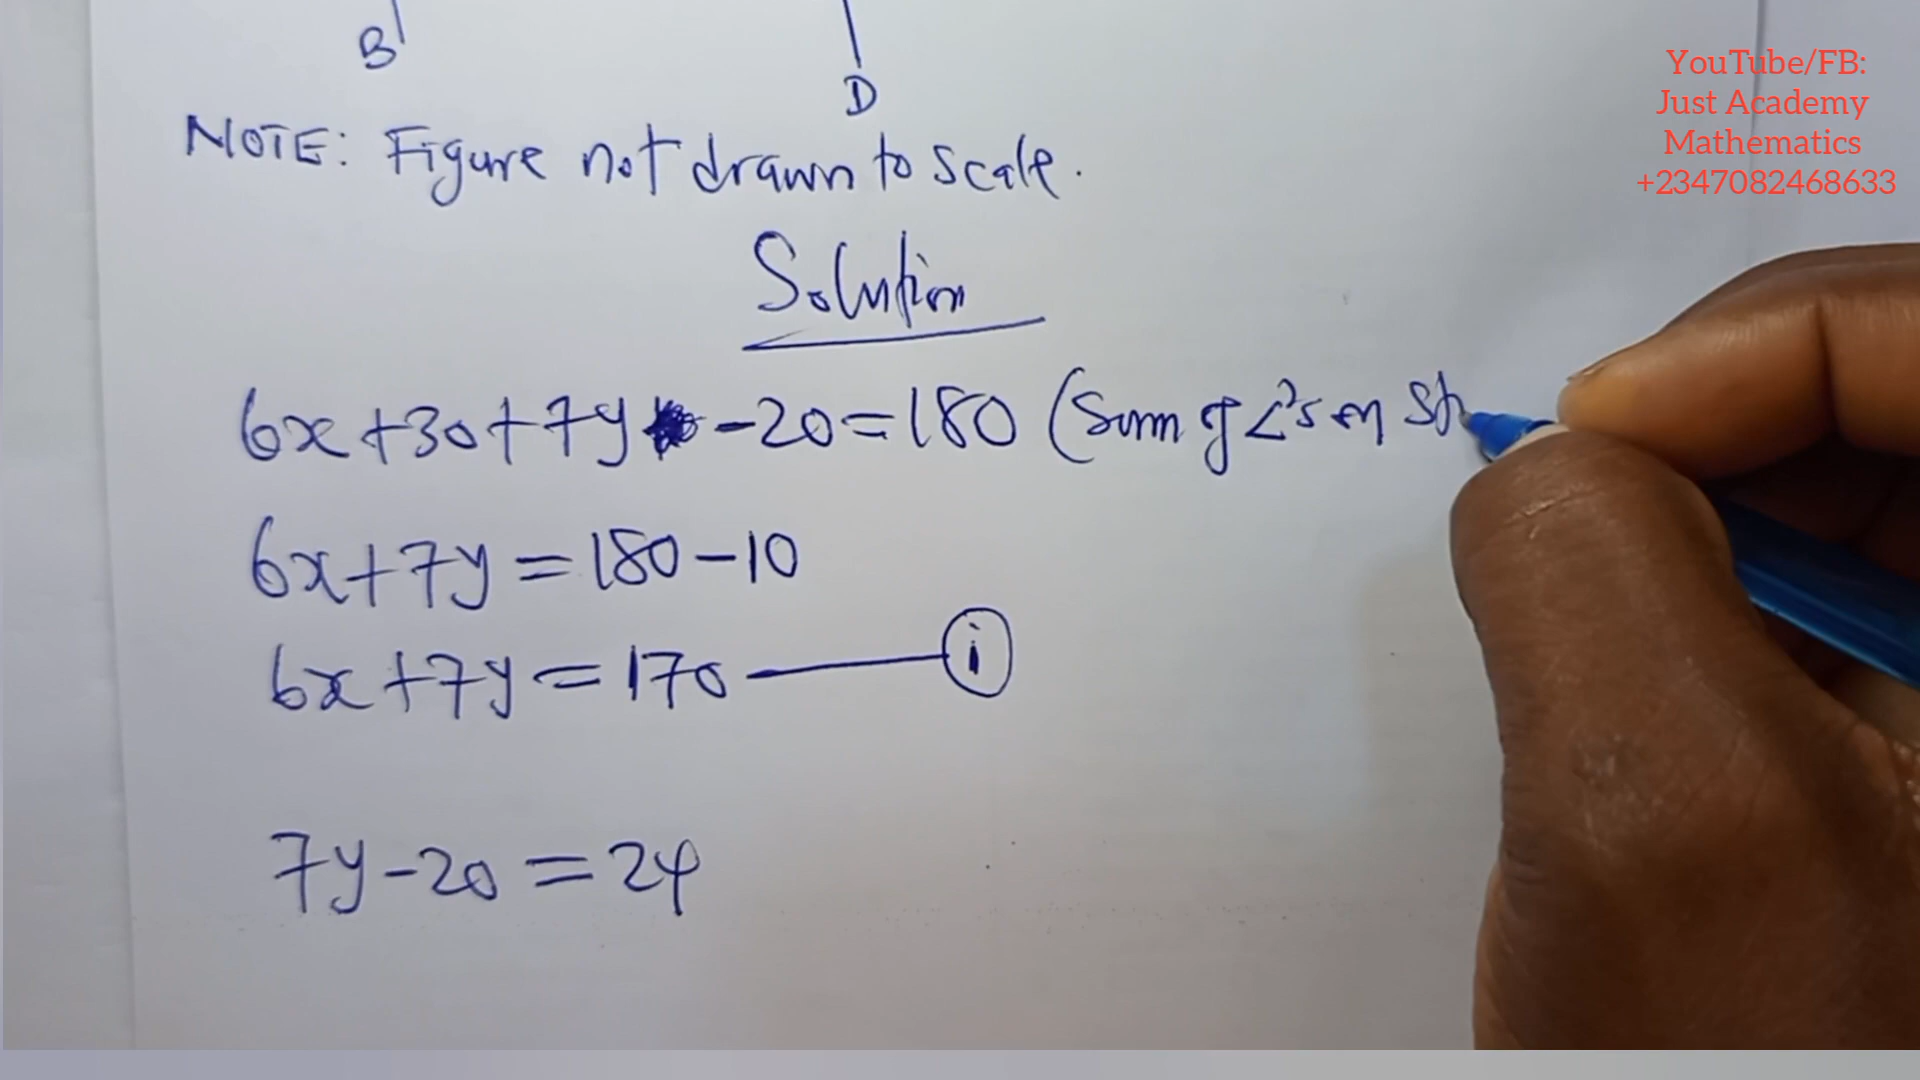 B
D
NOTE: Figure not drawn to scale.
Solution
6x+30+7y -20=180 (Sum of ∠'s on St
6x+7y=180-10
6x+7y=170 — i
7y-20=24
YouTube/FB:
Just Academy
Mathematics
+2347082468633